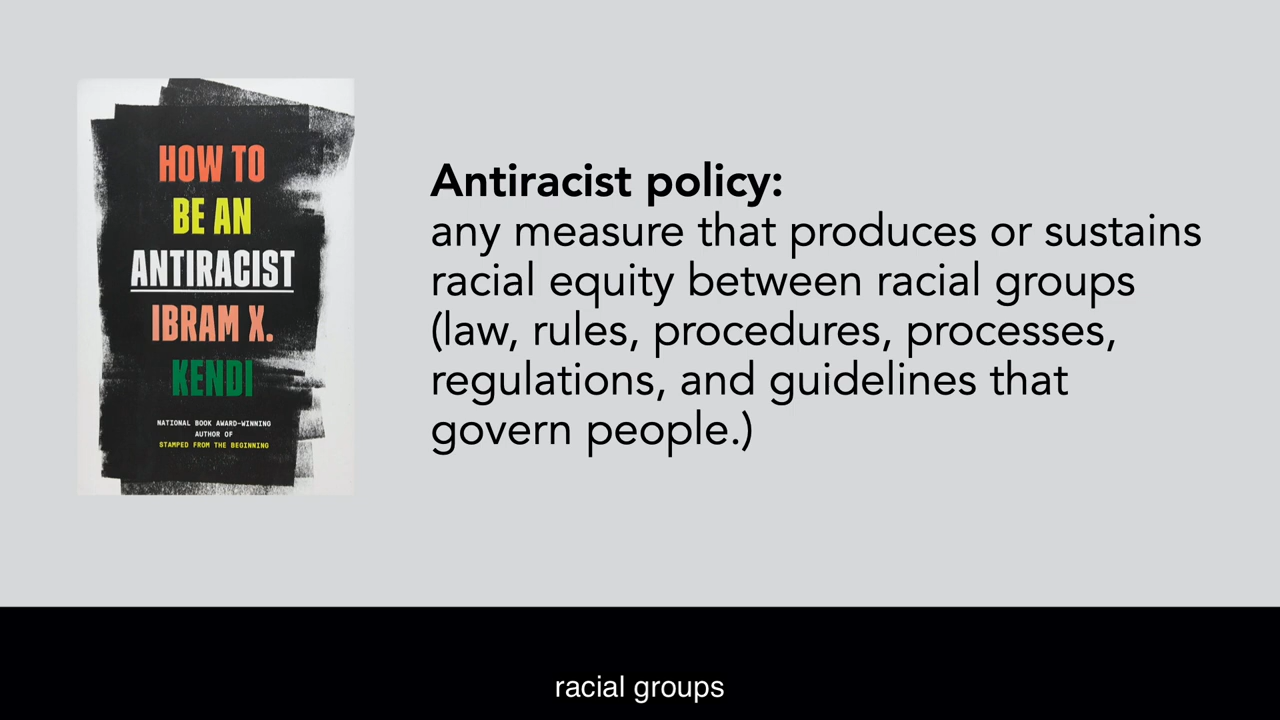 HOW TO
BE AN
ANTIRACIST
IBRAM X.
KENDI
NATIONAL BOOK AWARD-WINNING
AUTHOR OF
STAMPED FROM THE BEGINNING
Antiracist policy:
any measure that produces or sustains
racial equity between racial groups
(law, rules, procedures, processes,
regulations, and guidelines that
govern people.)
racial groups